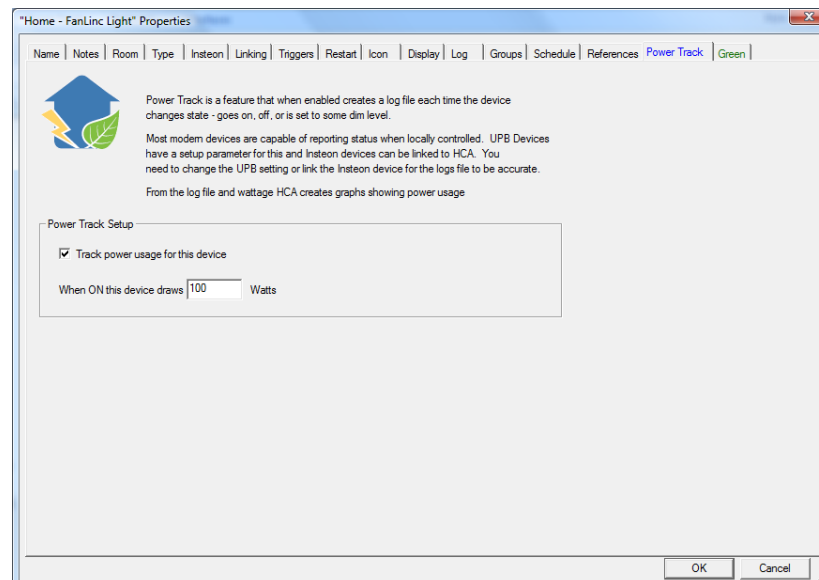 "Home - FanLinc Light" Properties
Name Notes Room Type Insteon Linking Triggers Restart Icon Display Log Groups Schedule References Power Track Green
Power Track is a feature that when enabled creates a log file each time the device
changes state - goes on, off, or is set to some dim level.
Most modern devices are capable of reporting status when locally controlled. UPB Devices
have a setup parameter for this and Insteon devices can be linked to HCA. You
need to change the UPB setting or link the Insteon device for the logs file to be accurate.
From the log file and wattage HCA creates graphs showing power usage
Power Track Setup
Track power usage for this device
When ON this device draws 100 Watts
OK Cancel